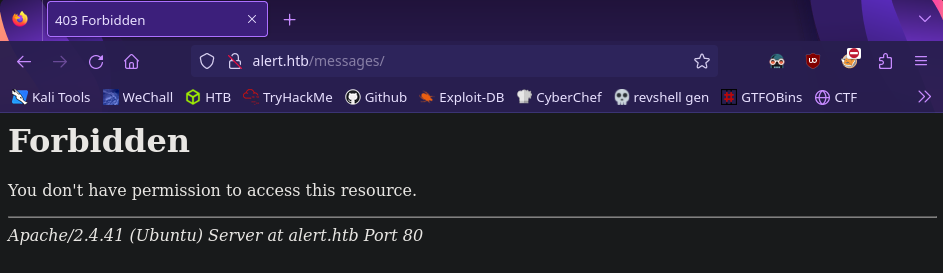 403 Forbidden
alert.htb/messages/
Kali Tools WeChall HTB TryHackMe Github Exploit-DB CyberChef revshell gen GTFOBins CTF
Forbidden
You don't have permission to access this resource.
Apache/2.4.41 (Ubuntu) Server at alert.htb Port 80